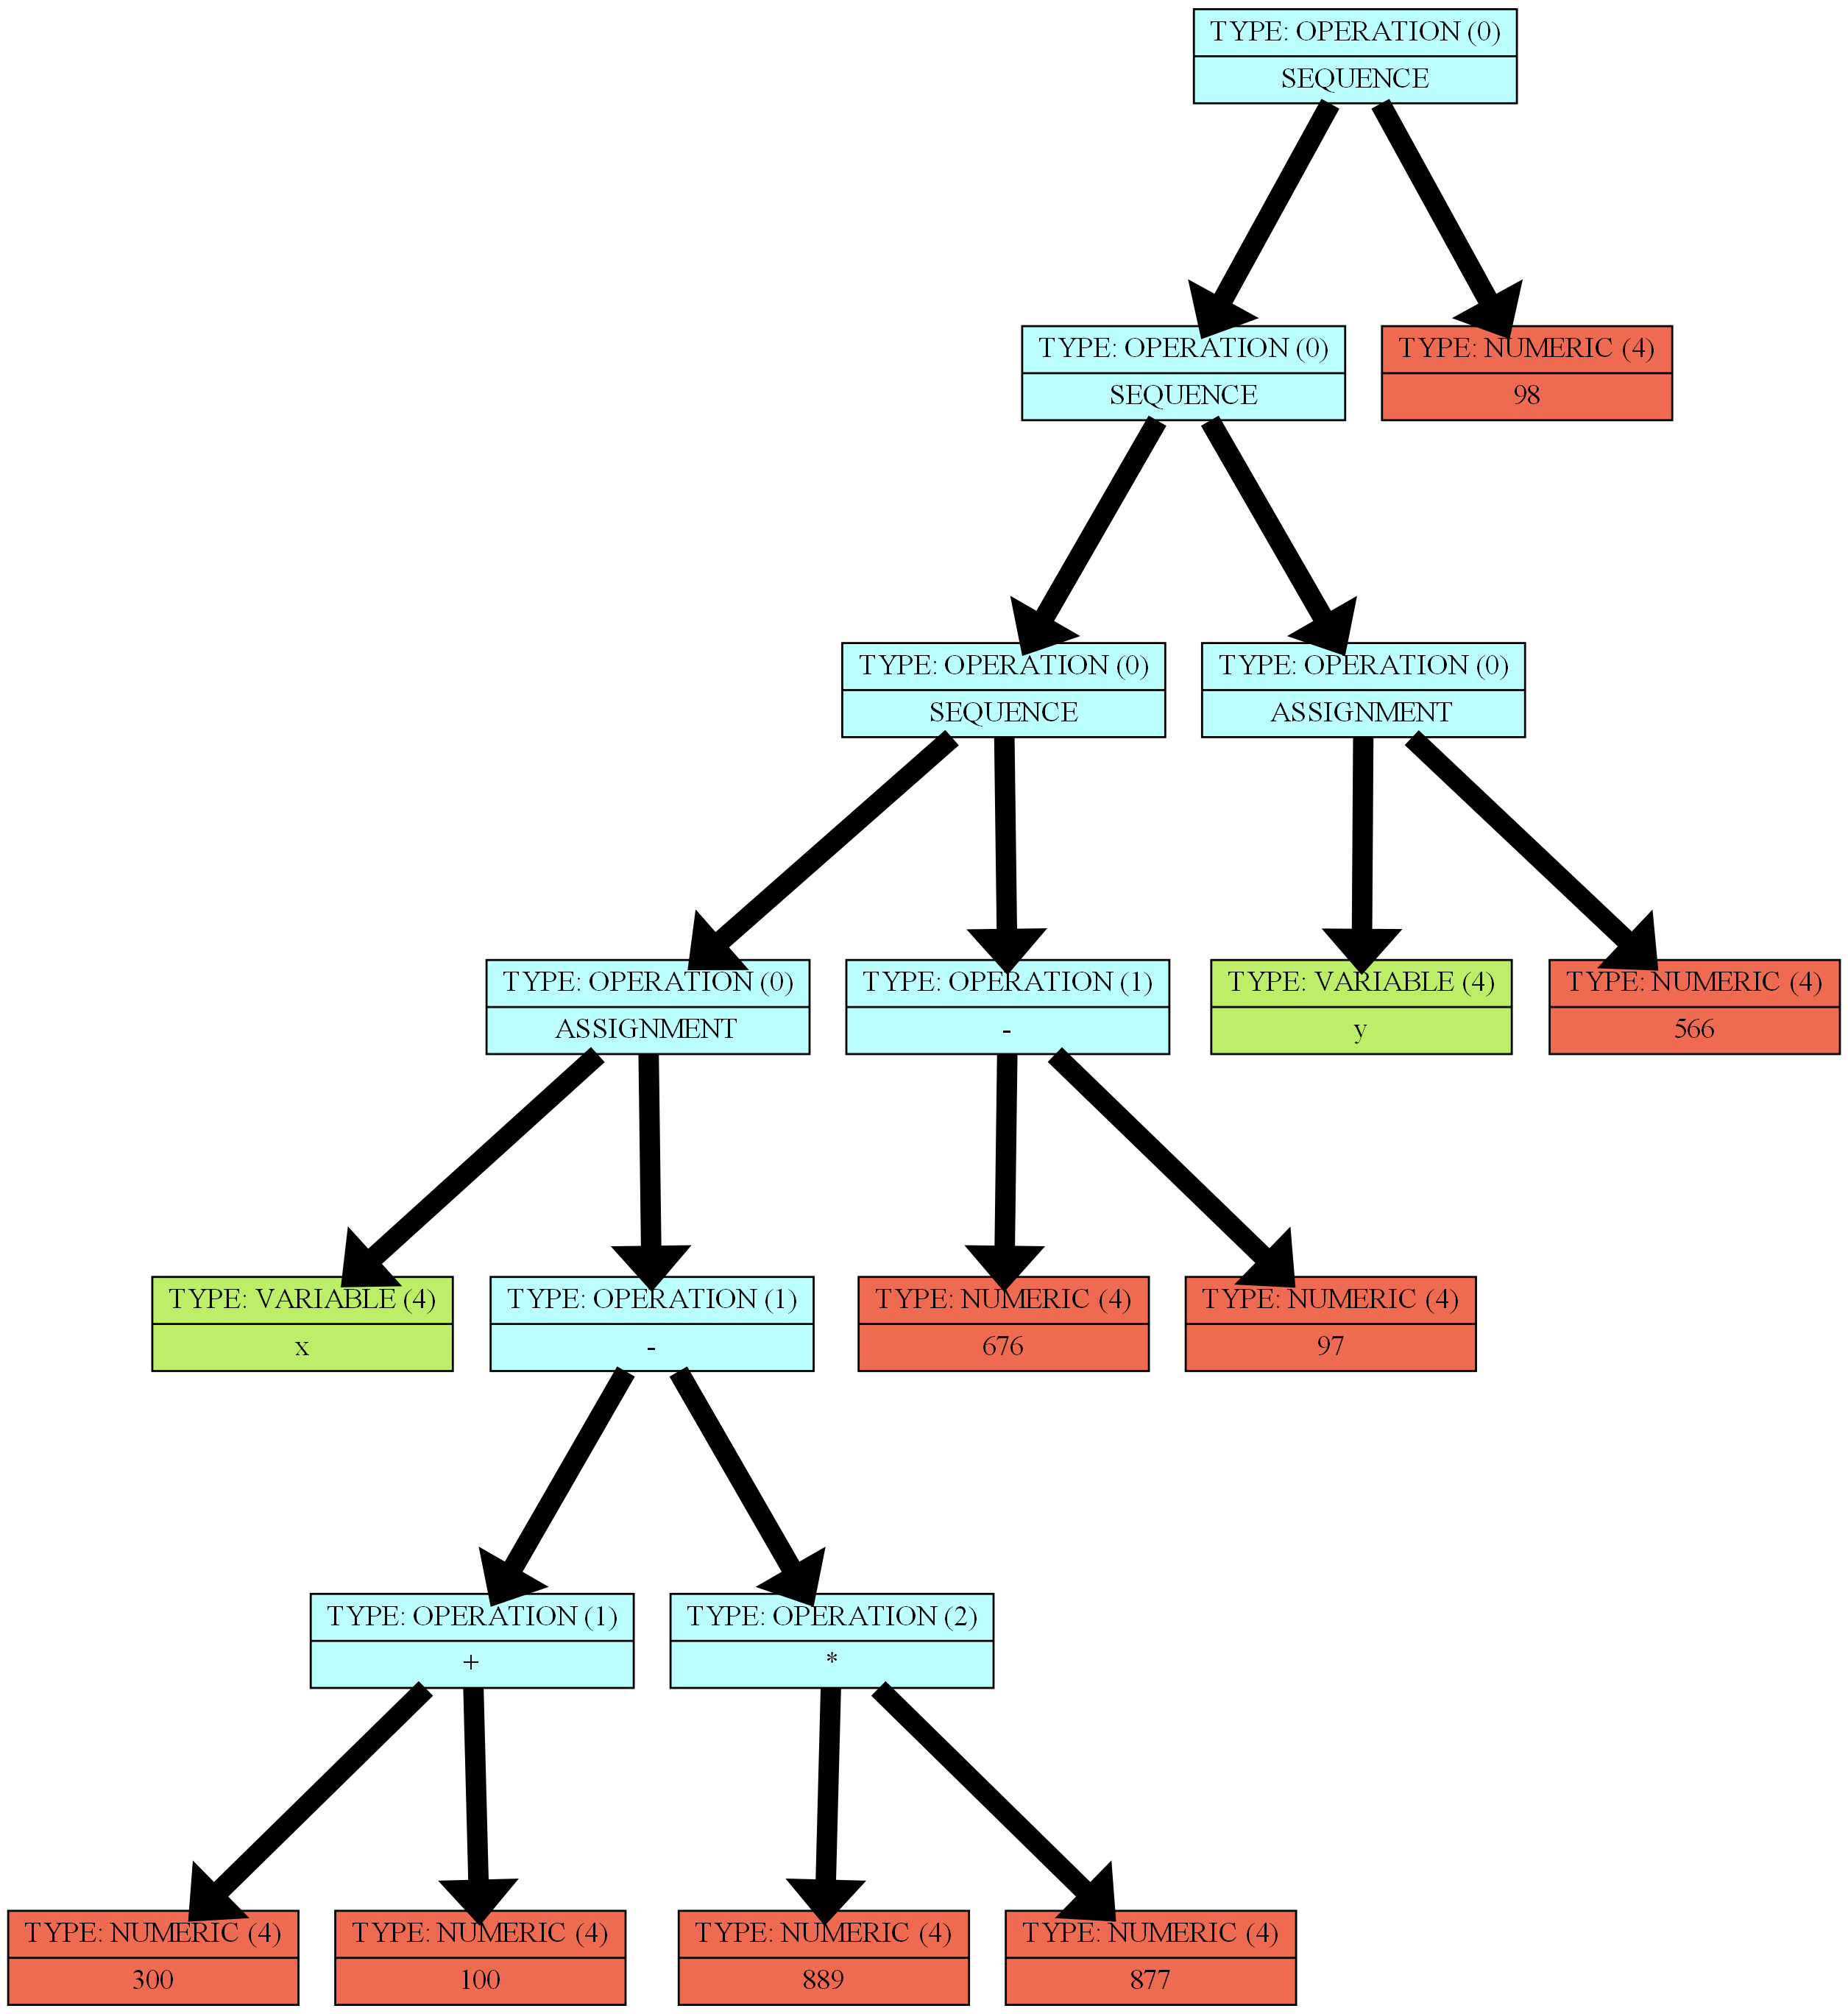 TYPE: OPERATION (0)
SEQUENCE
TYPE: OPERATION (0)
SEQUENCE
TYPE: NUMERIC (4)
98
TYPE: OPERATION (0)
SEQUENCE
TYPE: OPERATION (0)
ASSIGNMENT
TYPE: OPERATION (0)
ASSIGNMENT
TYPE: OPERATION (1)
-
TYPE: VARIABLE (4)
y
TYPE: NUMERIC (4)
566
TYPE: VARIABLE (4)
x
TYPE: OPERATION (1)
-
TYPE: NUMERIC (4)
676
TYPE: NUMERIC (4)
97
TYPE: OPERATION (1)
+
TYPE: OPERATION (2)
*
TYPE: NUMERIC (4)
300
TYPE: NUMERIC (4)
100
TYPE: NUMERIC (4)
889
TYPE: NUMERIC (4)
877